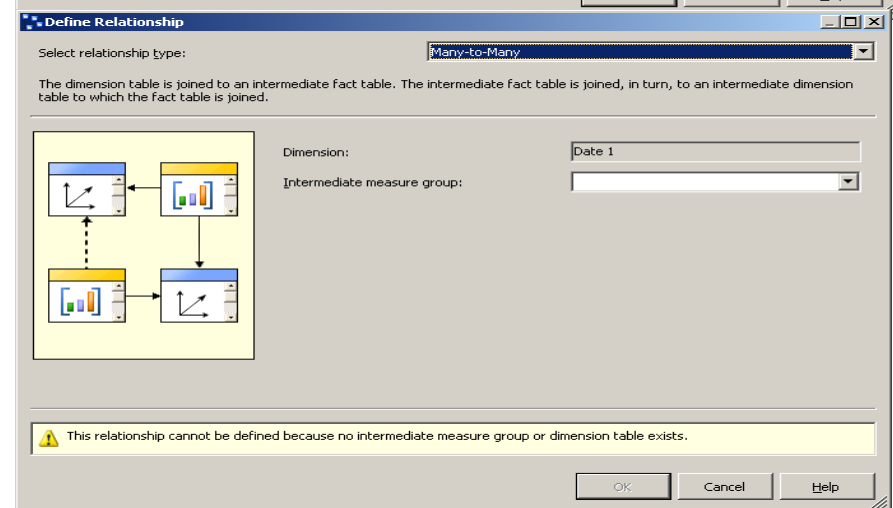 Define Relationship
Select relationship type:
Many-to-Many
The dimension table is joined to an intermediate fact table. The intermediate fact table is joined, in turn, to an intermediate dimension
table to which the fact table is joined.
Dimension:
Date 1
Intermediate measure group:
This relationship cannot be defined because no intermediate measure group or dimension table exists.
OK
Cancel
Help